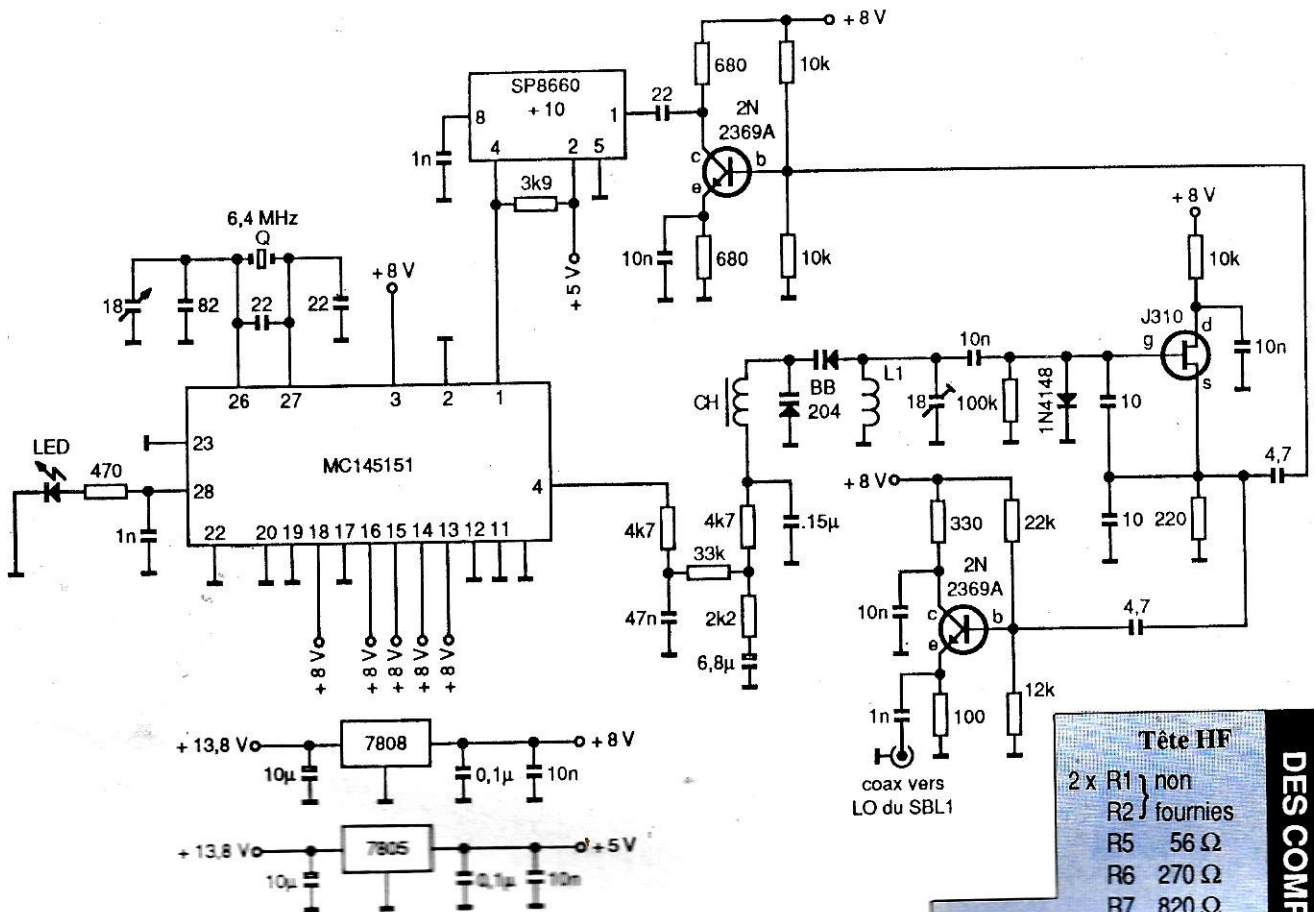 + 8 V
680
10k
SP8660
+ 10
8
1
4
2
5
22
2N
2369A
c
b
e
1n
3k9
10n
680
10k
+ 5 V
6,4 MHz
Q
18
82
22
22
+ 8 V
26
27
3
2
1
23
MC145151
4
28
22
20
19
18
17
16
15
14
13
12
11
LED
470
1n
+ 8 V
+ 8 V
+ 8 V
+ 8 V
+ 8 V
+ 8 V
10k
J310
d
g
s
10n
10n
CH
BB
204
L1
18
100k
1N4148
10
10
220
4,7
4k7
4k7
.15µ
33k
47n
2k2
6,8µ
+ 8 V
330
22k
2N
2369A
10n
c
b
e
4,7
1n
100
12k
coax vers
LO du SBL1
+ 13,8 V
7808
+ 8 V
10µ
0,1µ
10n
+ 13,8 V
7805
+ 5 V
10µ
0,1µ
10n
Tête HF
2 x R1 } non
R2 } fournies
R5 56 Ω
R6 270 Ω
R7 820 Ω
DES COMP